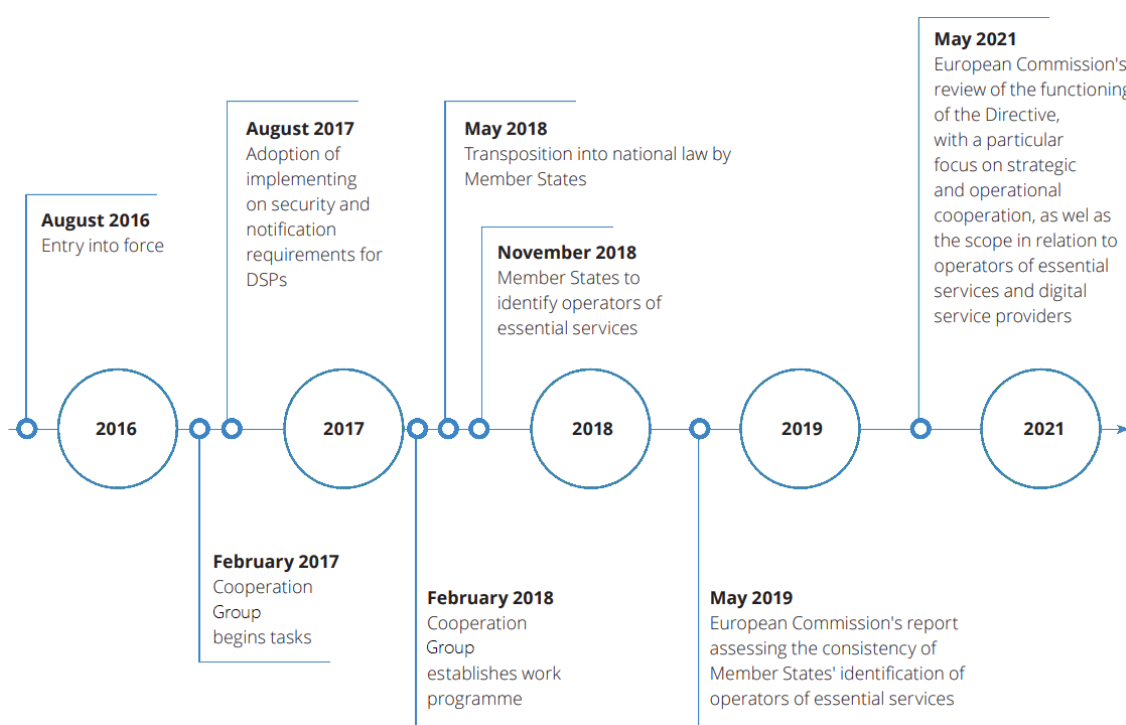 August 2016
Entry into force
August 2017
Adoption of
implementing
on security and
notification
requirements for
DSPs
May 2018
Transposition into national law by
Member States
November 2018
Member States to
identify operators of
essential services
May 2021
European Commission's
review of the functioning
of the Directive,
with a particular
focus on strategic
and operational
cooperation, as wel as
the scope in relation to
operators of essential
services and digital
service providers
2016
2017
2018
2019
2021
February 2017
Cooperation
Group
begins tasks
February 2018
Cooperation
Group
establishes work
programme
May 2019
European Commission's report
assessing the consistency of
Member States' identification of
operators of essential services